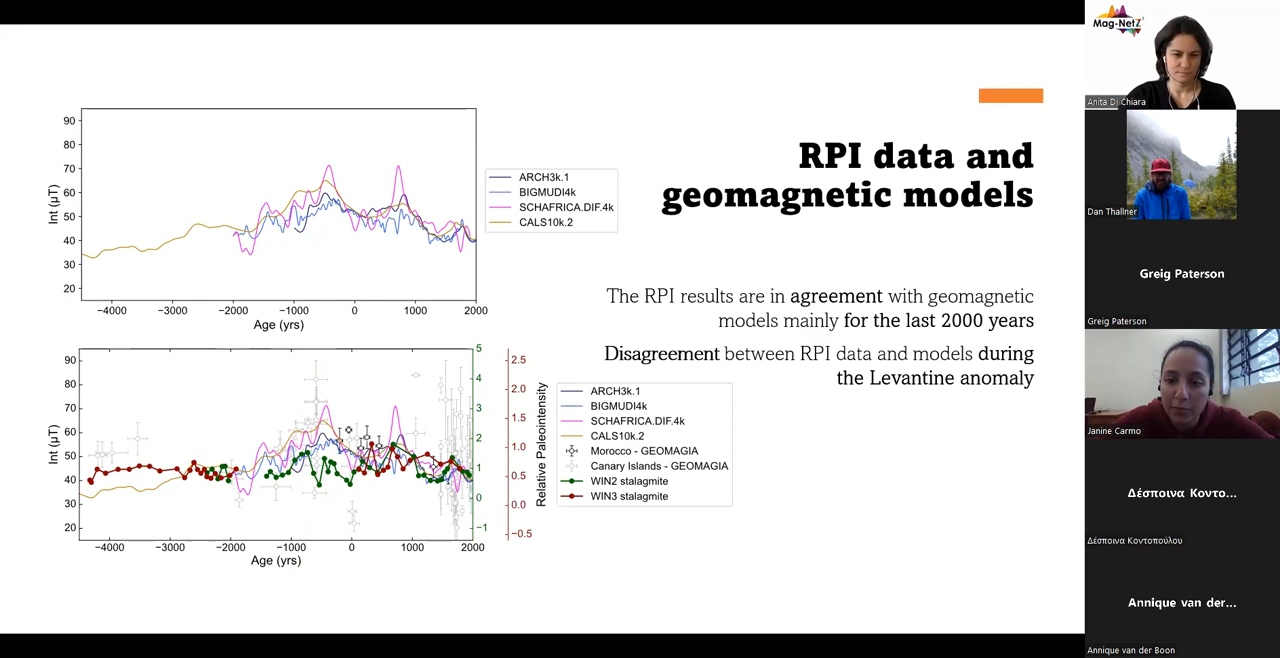 RPI data and
geomagnetic models
The RPI results are in agreement with geomagnetic
models mainly for the last 2000 years
Disagreement between RPI data and models during
the Levantine anomaly
90
80
70
60
50
40
30
20
Int (μT)
−4000 −3000 −2000 −1000 0 1000 2000
Age (yrs)
ARCH3k.1
BIGMUDI4k
SCHAFRICA.DIF.4k
CALS10k.2
90
80
70
60
50
40
30
20
Int (μT)
−4000 −3000 −2000 −1000 0 1000 2000
Age (yrs)
5
4
3
2
1
0
−1
2.5
2.0
1.5
1.0
0.5
0.0
−0.5
Relative Paleointensity
ARCH3k.1
BIGMUDI4k
SCHAFRICA.DIF.4k
CALS10k.2
Morocco - GEOMAGIA
Canary Islands - GEOMAGIA
WIN2 stalagmite
WIN3 stalagmite
Mag-NetZ
Anita Di Chiara
Dan Thallner
Greig Paterson
Greig Paterson
Janine Carmo
Δέσποινα Κοντο...
Δέσποινα Κοντοπούλου
Annique van der...
Annique van der Boon